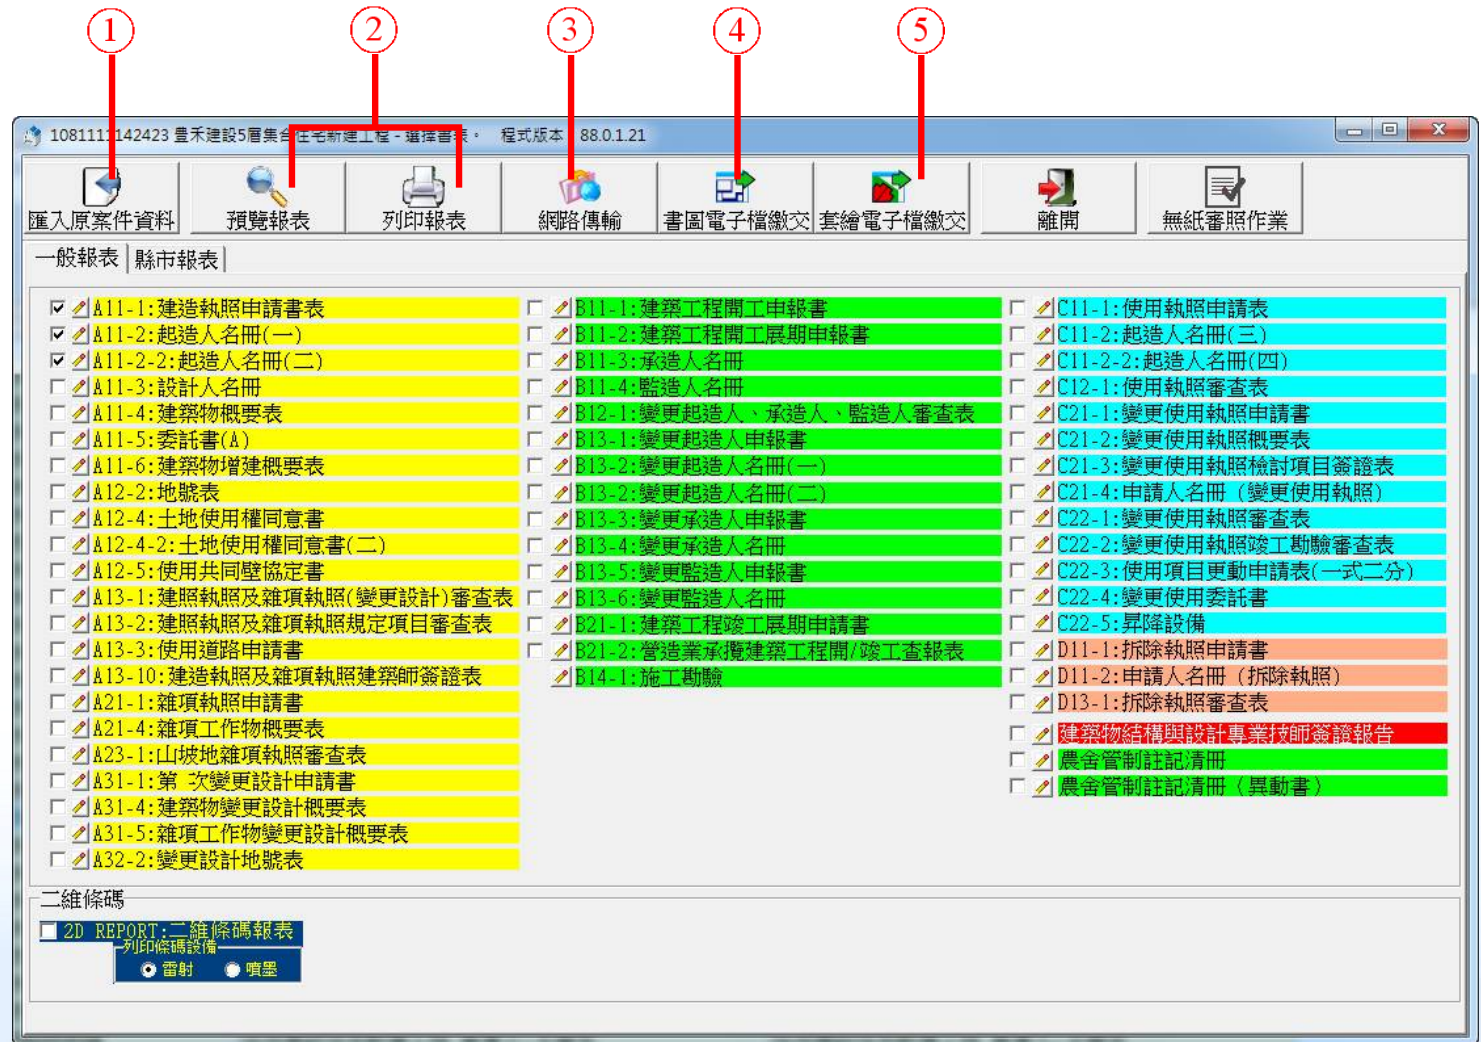 1 2 3 4 5
1081111142423 豊禾建設5層集合住宅新建工程 - 選擇書表。 程式版本 88.0.1.21
匯入原案件資料 預覽報表 列印報表 網路傳輸 書圖電子檔繳交 套繪電子檔繳交 離開 無紙審照作業
一般報表 縣市報表
A11-1:建造執照申請書表
A11-2:起造人名冊(一)
A11-2-2:起造人名冊(二)
A11-3:設計人名冊
A11-4:建築物概要表
A11-5:委託書(A)
A11-6:建築物增建概要表
A12-2:地號表
A12-4:土地使用權同意書
A12-4-2:土地使用權同意書(二)
A12-5:使用共同壁協定書
A13-1:建照執照及雜項執照(變更設計)審查表
A13-2:建照執照及雜項執照規定項目審查表
A13-3:使用道路申請書
A13-10:建造執照及雜項執照建築師簽證表
A21-1:雜項執照申請書
A21-4:雜項工作物概要表
A23-1:山坡地雜項執照審查表
A31-1:第 次變更設計申請書
A31-4:建築物變更設計概要表
A31-5:雜項工作物變更設計概要表
A32-2:變更設計地號表
B11-1:建築工程開工申報書
B11-2:建築工程開工展期申報書
B11-3:承造人名冊
B11-4:監造人名冊
B12-1:變更起造人、承造人、監造人審查表
B13-1:變更起造人申報書
B13-2:變更起造人名冊(一)
B13-2:變更起造人名冊(二)
B13-3:變更承造人申報書
B13-4:變更承造人名冊
B13-5:變更監造人申報書
B13-6:變更監造人名冊
B21-1:建築工程竣工展期申請書
B21-2:營造業承攬建築工程開/竣工查報表
B14-1:施工勘驗
C11-1:使用執照申請表
C11-2:起造人名冊(三)
C11-2-2:起造人名冊(四)
C12-1:使用執照審查表
C21-1:變更使用執照申請書
C21-2:變更使用執照概要表
C21-3:變更使用執照檢討項目簽證表
C21-4:申請人名冊（變更使用執照）
C22-1:變更使用執照審查表
C22-2:變更使用執照竣工勘驗審查表
C22-3:使用項目更動申請表(一式二分)
C22-4:變更使用委託書
C22-5:昇降設備
D11-1:拆除執照申請書
D11-2:申請人名冊（拆除執照）
D13-1:拆除執照審查表
建築物結構與設計專業技師簽證報告
農舍管制註記清冊
農舍管制註記清冊（異動書）
二維條碼
2D REPORT:二維條碼報表
列印條碼設備
雷射 噴墨